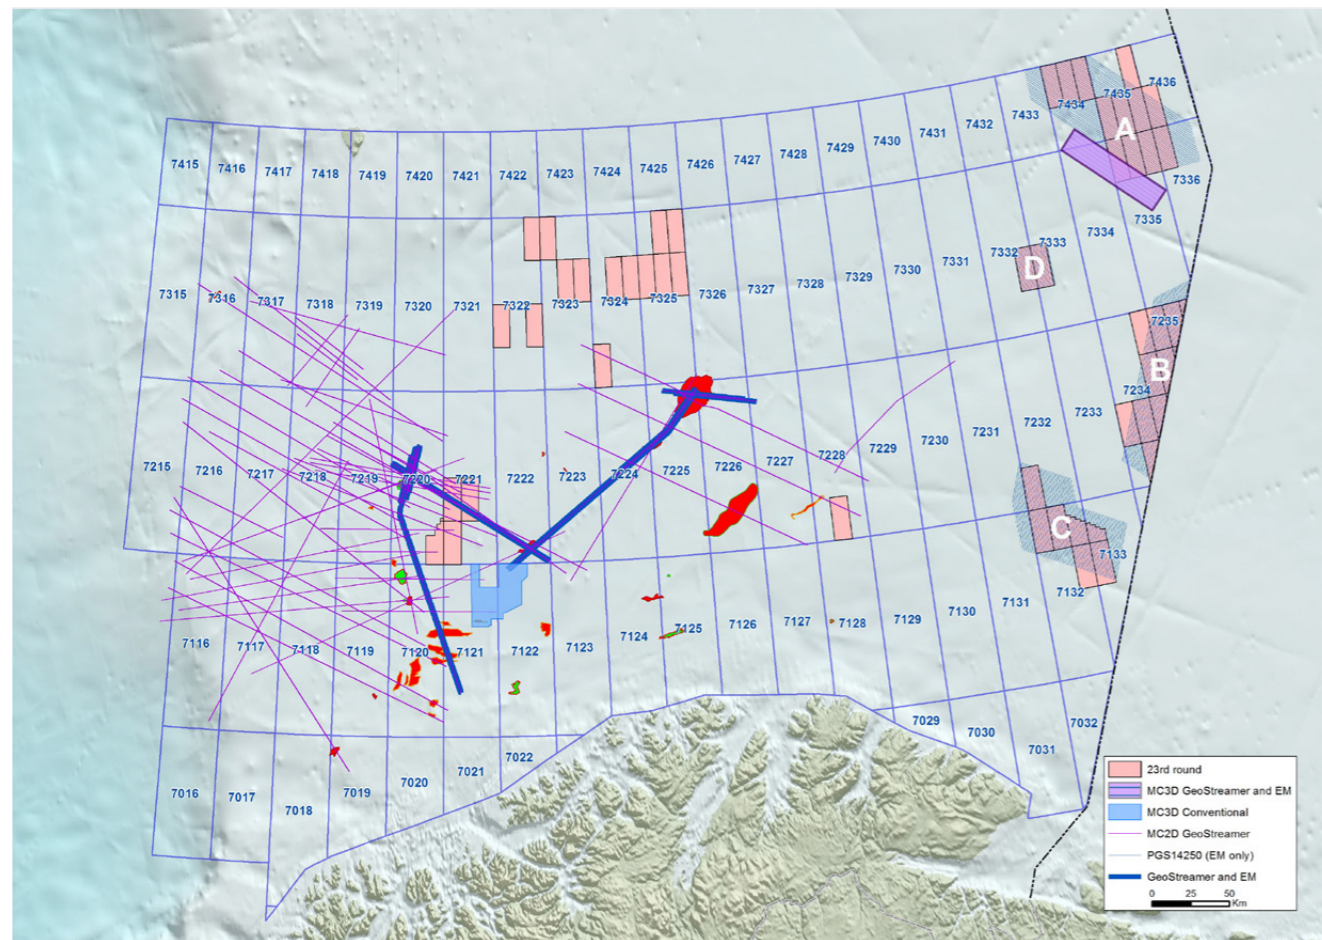 7415 7416 7417 7418 7419 7420 7421 7422 7423 7424 7425 7426 7427 7428 7429 7430 7431 7432 7433 7434 7435 7436
A
7315 7316 7317 7318 7319 7320 7321 7322 7323 7324 7325 7326 7327 7328 7329 7330 7331 7332 7333 7334 7335 7336
D
7215 7216 7217 7218 7219 7220 7221 7222 7223 7224 7225 7226 7227 7228 7229 7230 7231 7232 7233 7234 7235
B
C
7116 7117 7118 7119 7120 7121 7122 7123 7124 7125 7126 7127 7128 7129 7130 7131 7132 7133
7016 7017 7018 7019 7020 7021 7022 7029 7030 7031 7032
23rd round
MC3D GeoStreamer and EM
MC3D Conventional
MC2D GeoStreamer
PGS14250 (EM only)
GeoStreamer and EM
0 25 50
Km